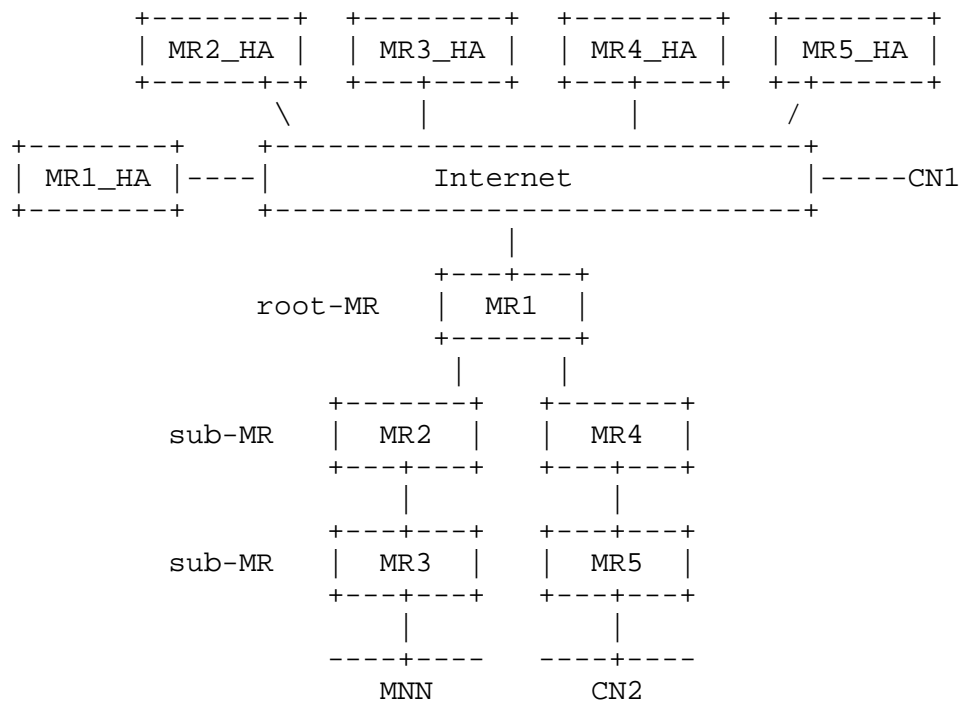 MR2_HA MR3_HA MR4_HA MR5_HA
MR1_HA Internet CN1
root-MR MR1
sub-MR MR2 MR4
sub-MR MR3 MR5
MNN CN2